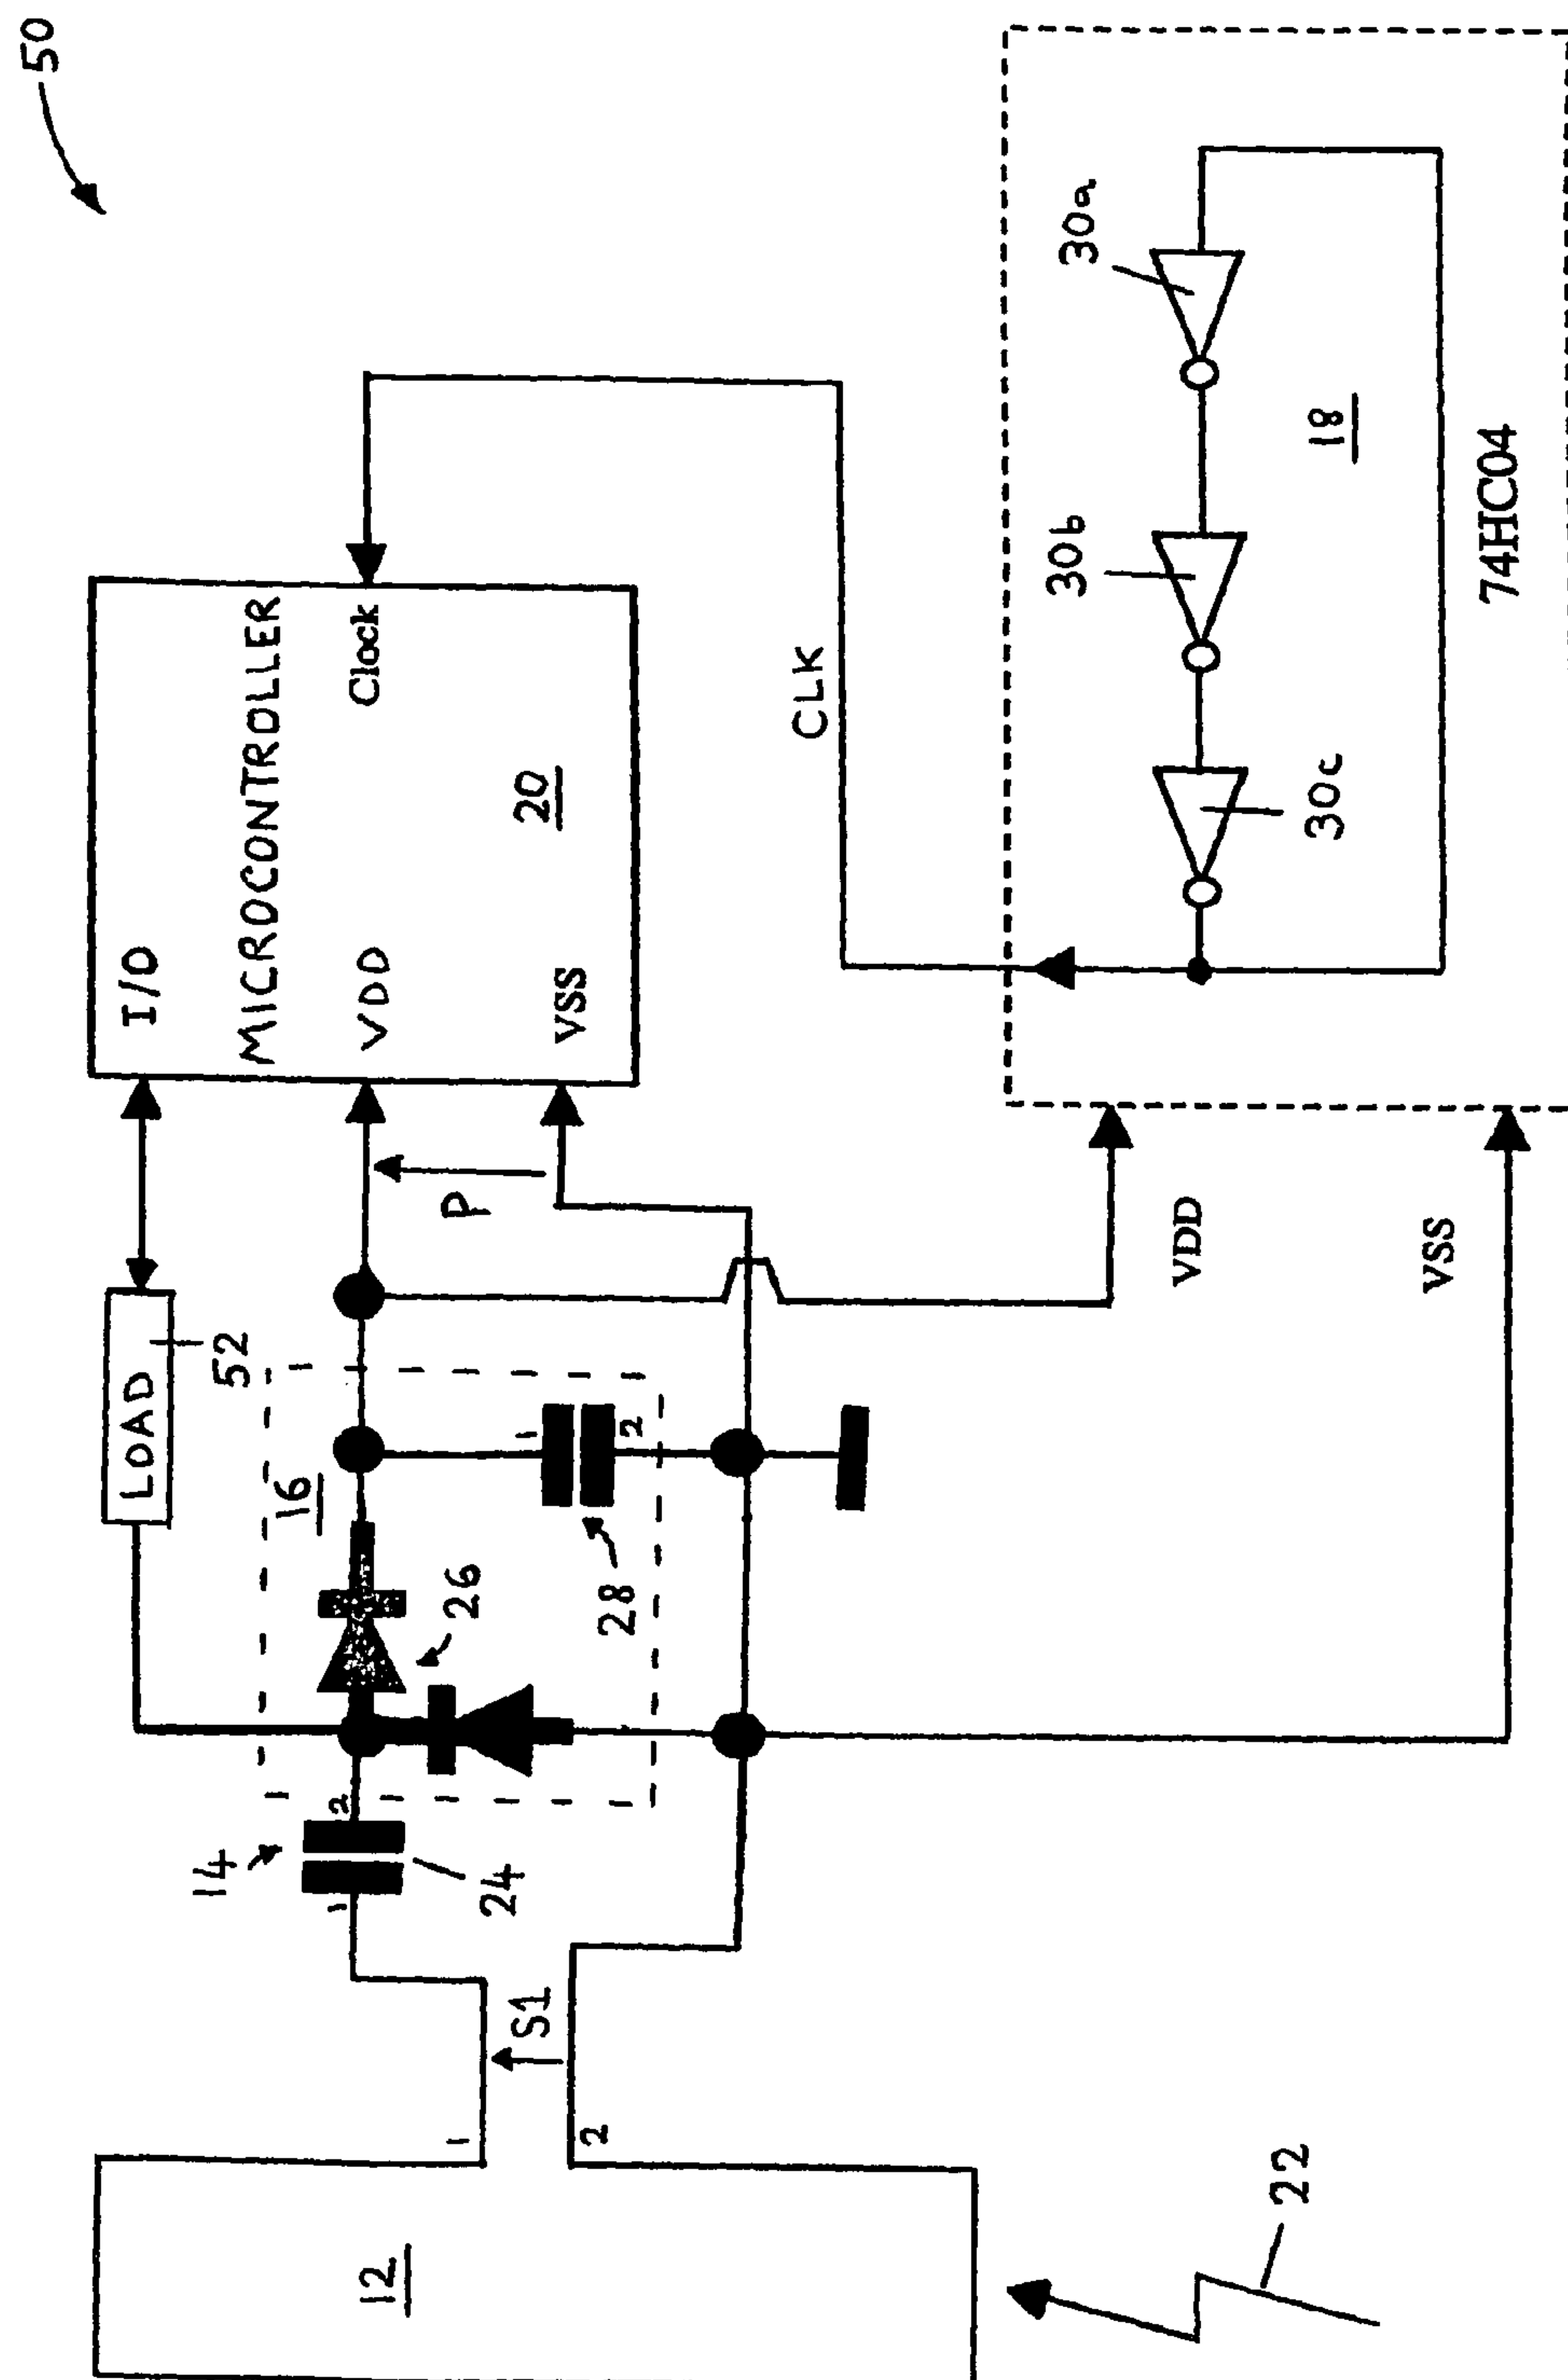 50
LOAD
52
I/O
MICROCONTROLLER
VDD
Clock
VSS
20
P
16
26
28
1
2
14
24
1
2
12
1
2
S1
22
CLK
VDD
VSS
30a
30b
30c
18
74HC04